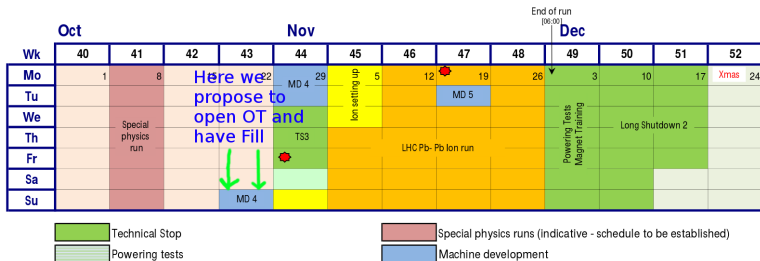 End of run
[06:00]
Oct Nov Dec
Wk 40 41 42 43 44 45 46 47 48 49 50 51 52
Mo 1 8 15 22 29 5 12 19 26 3 10 17 Xmas 24
Here we
propose to
open OT and
have Fill
MD 4
Ion setting up
Tu MD 5
We
Special
physics
run
Th TS3
LHC Pb- Pb Ion run
Powering Tests
Magnet Training
Long Shutdown 2
Fr
Sa
Su MD 4
Technical Stop
Special physics runs (indicative - schedule to be established)
Powering tests
Machine development